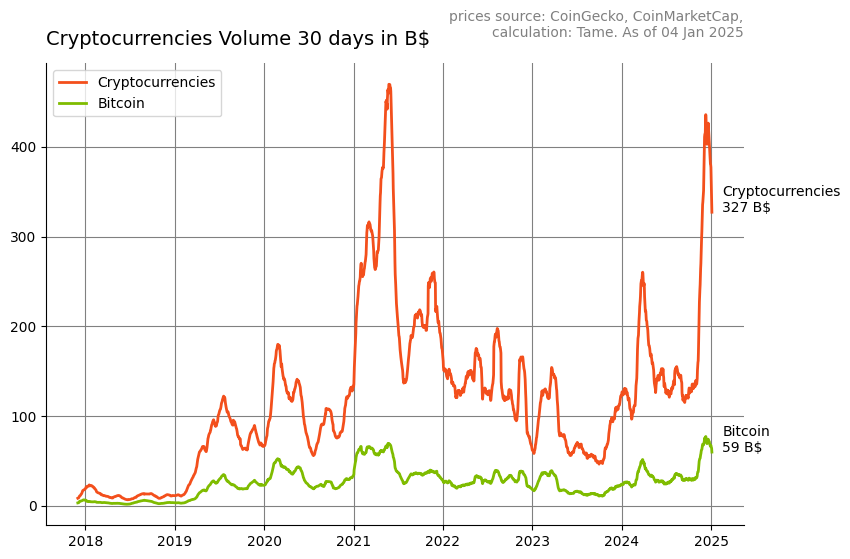 prices source: CoinGecko, CoinMarketCap,
calculation: Tame. As of 04 Jan 2025
Cryptocurrencies Volume 30 days in B$
Cryptocurrencies
Bitcoin
400
300
200
100
0
Cryptocurrencies
327 B$
Bitcoin
59 B$
2018 2019 2020 2021 2022 2023 2024 2025